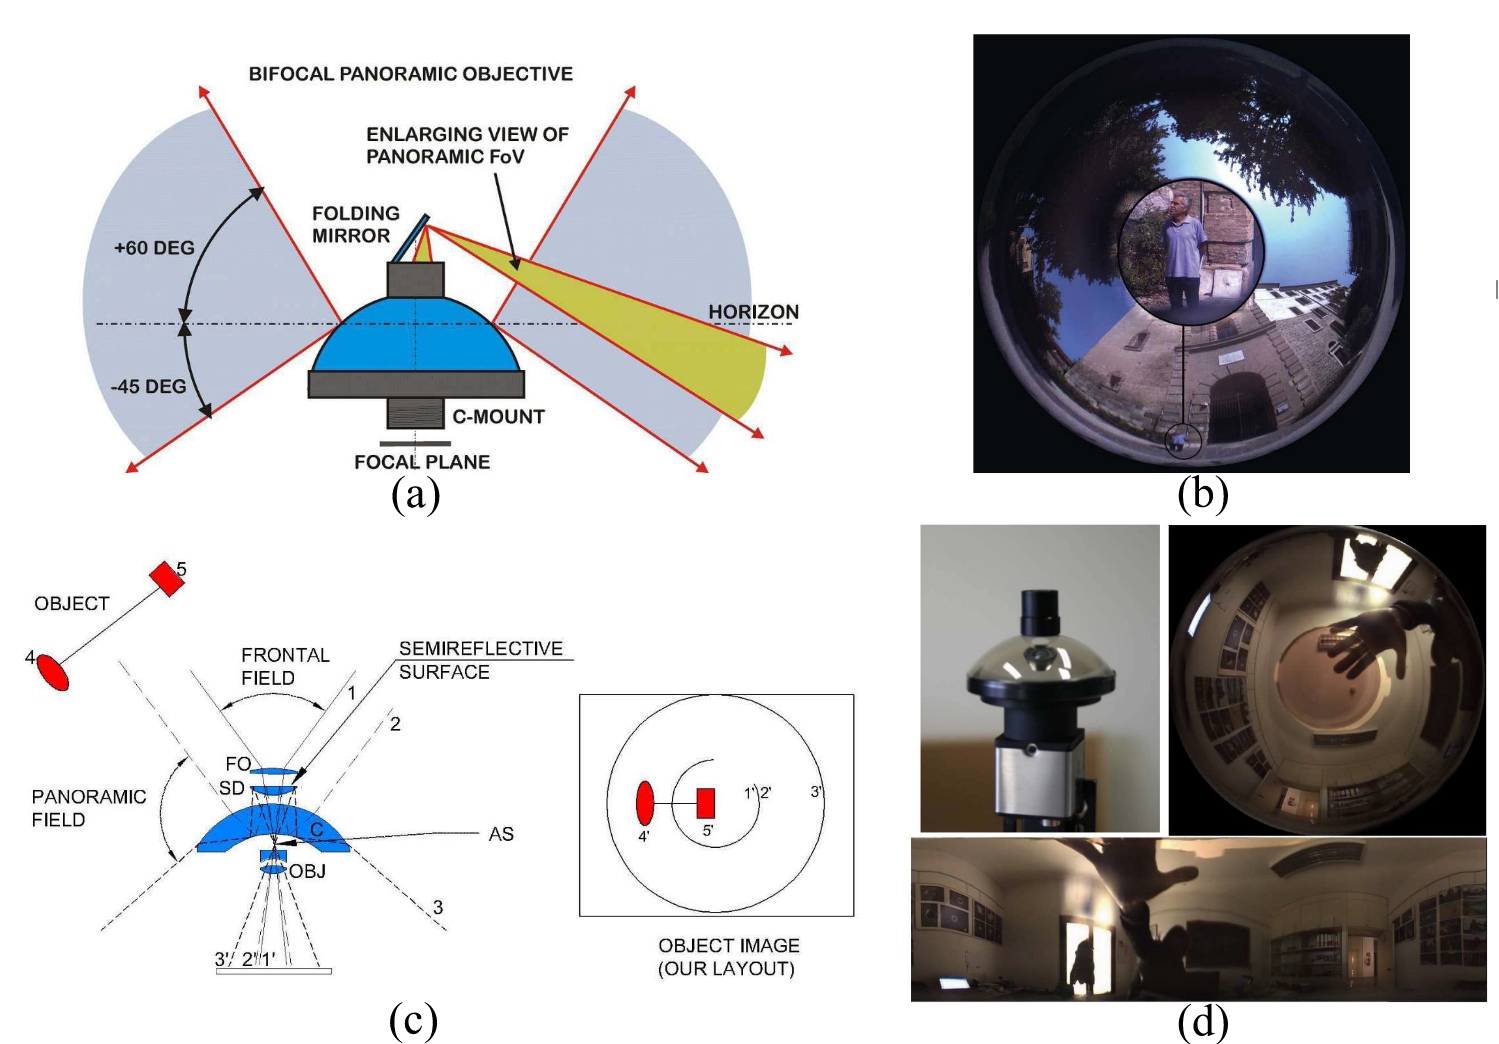 BIFOCAL PANORAMIC OBJECTIVE
ENLARGING VIEW OF
PANORAMIC FoV
FOLDING
MIRROR
+60 DEG
HORIZON
-45 DEG
C-MOUNT
FOCAL PLANE
(a)
(b)
5
OBJECT
4
FRONTAL
FIELD
SEMIREFLECTIVE
SURFACE
1
2
FO
SD
PANORAMIC
FIELD
C
AS
OBJ
3
3' 2' 1'
1' 2' 3'
4' 5'
OBJECT IMAGE
(OUR LAYOUT)
(c)
(d)